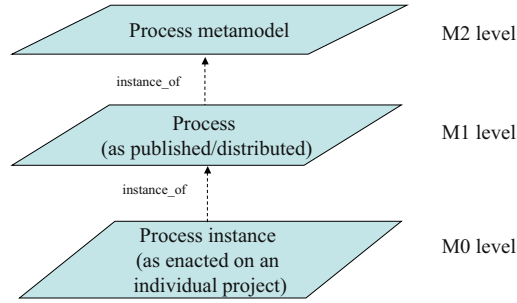 Process metamodel
M2 level
instance_of
Process
(as published/distributed)
M1 level
instance_of
Process instance
(as enacted on an
individual project)
M0 level